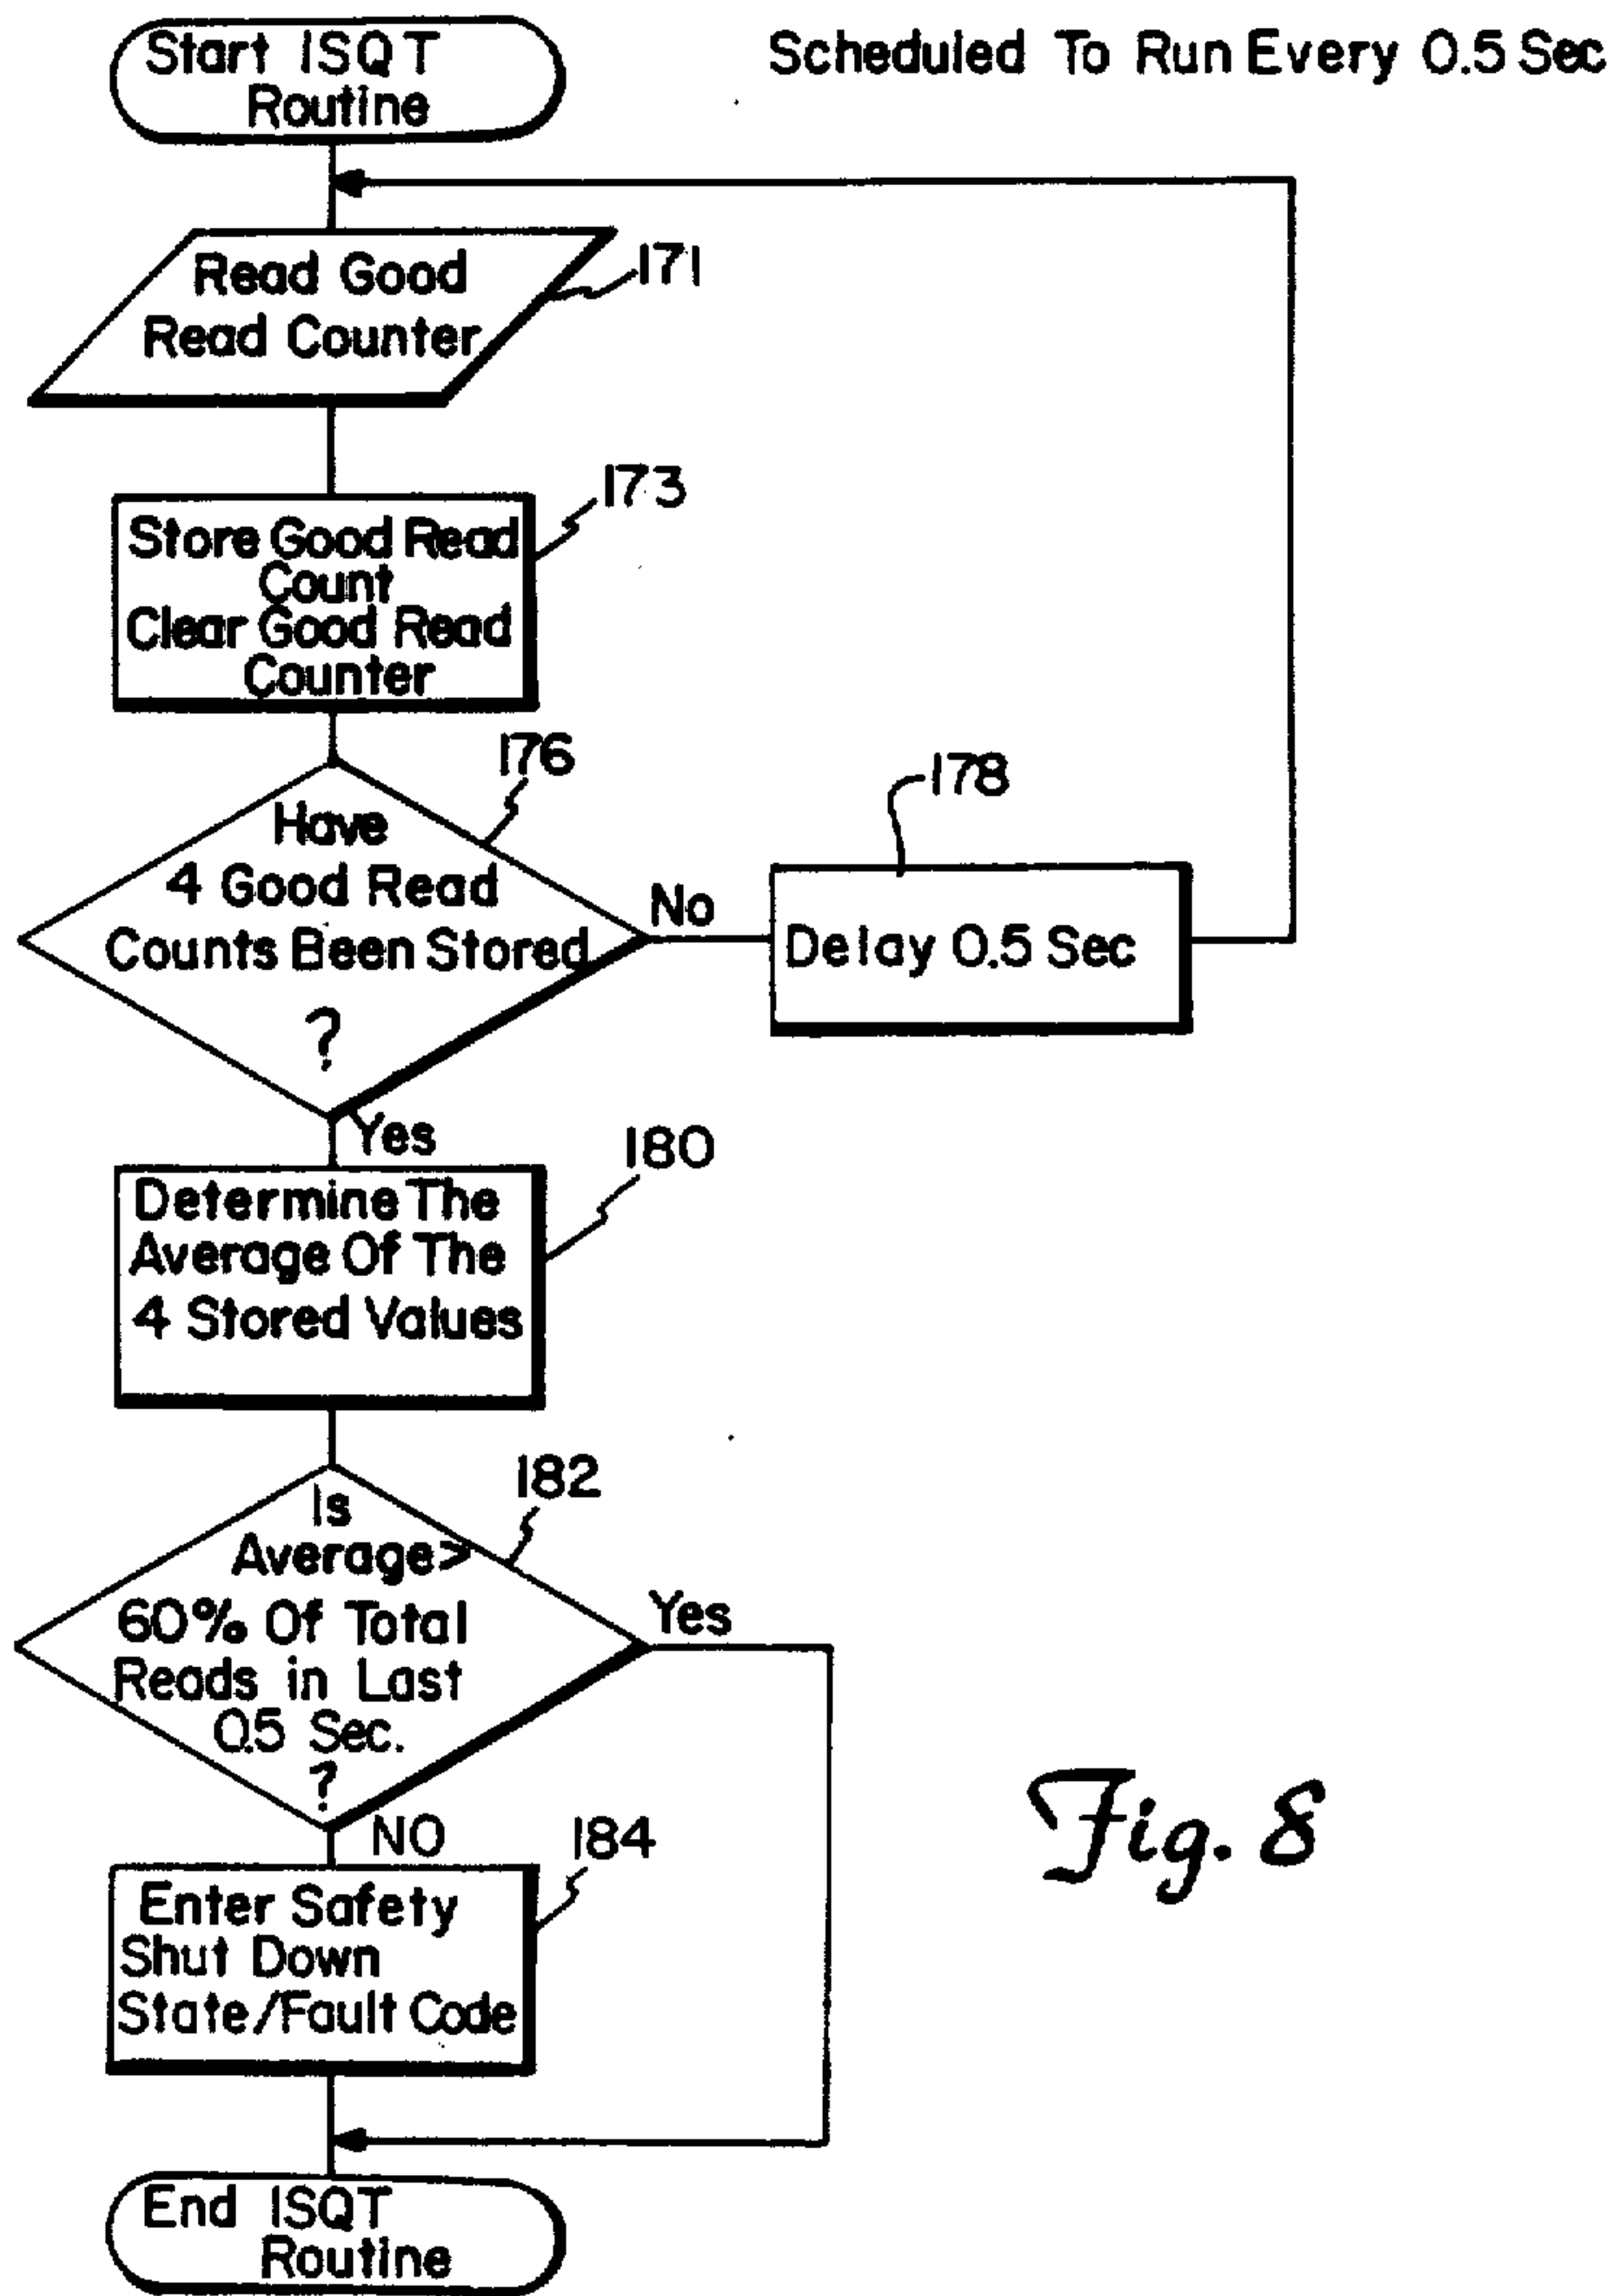 Start ISQT
Routine
Scheduled To Run Every 0.5 Sec
Read Good
Read Counter
171
Store Good Read
Count
Clear Good Read
Counter
173
Have
4 Good Read
Counts Been Stored
?
176
No
Delay 0.5 Sec
178
Yes
Determine The
Average Of The
4 Stored Values
180
Is
Average>
60% Of Total
Reads in Last
0.5 Sec.
?
182
Yes
NO
Enter Safety
Shut Down
State/Fault Code
184
End ISQT
Routine
Fig. 8